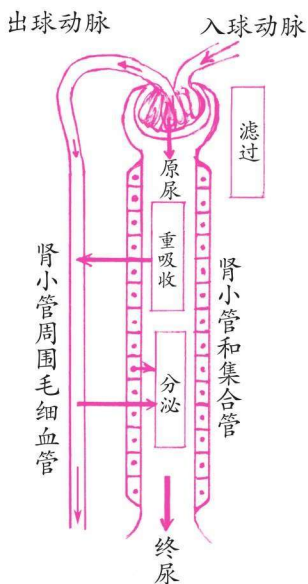 出球动脉
入球动脉
滤过
原尿
重吸收
肾小管周围毛细血管
肾小管和集合管
分泌
终尿